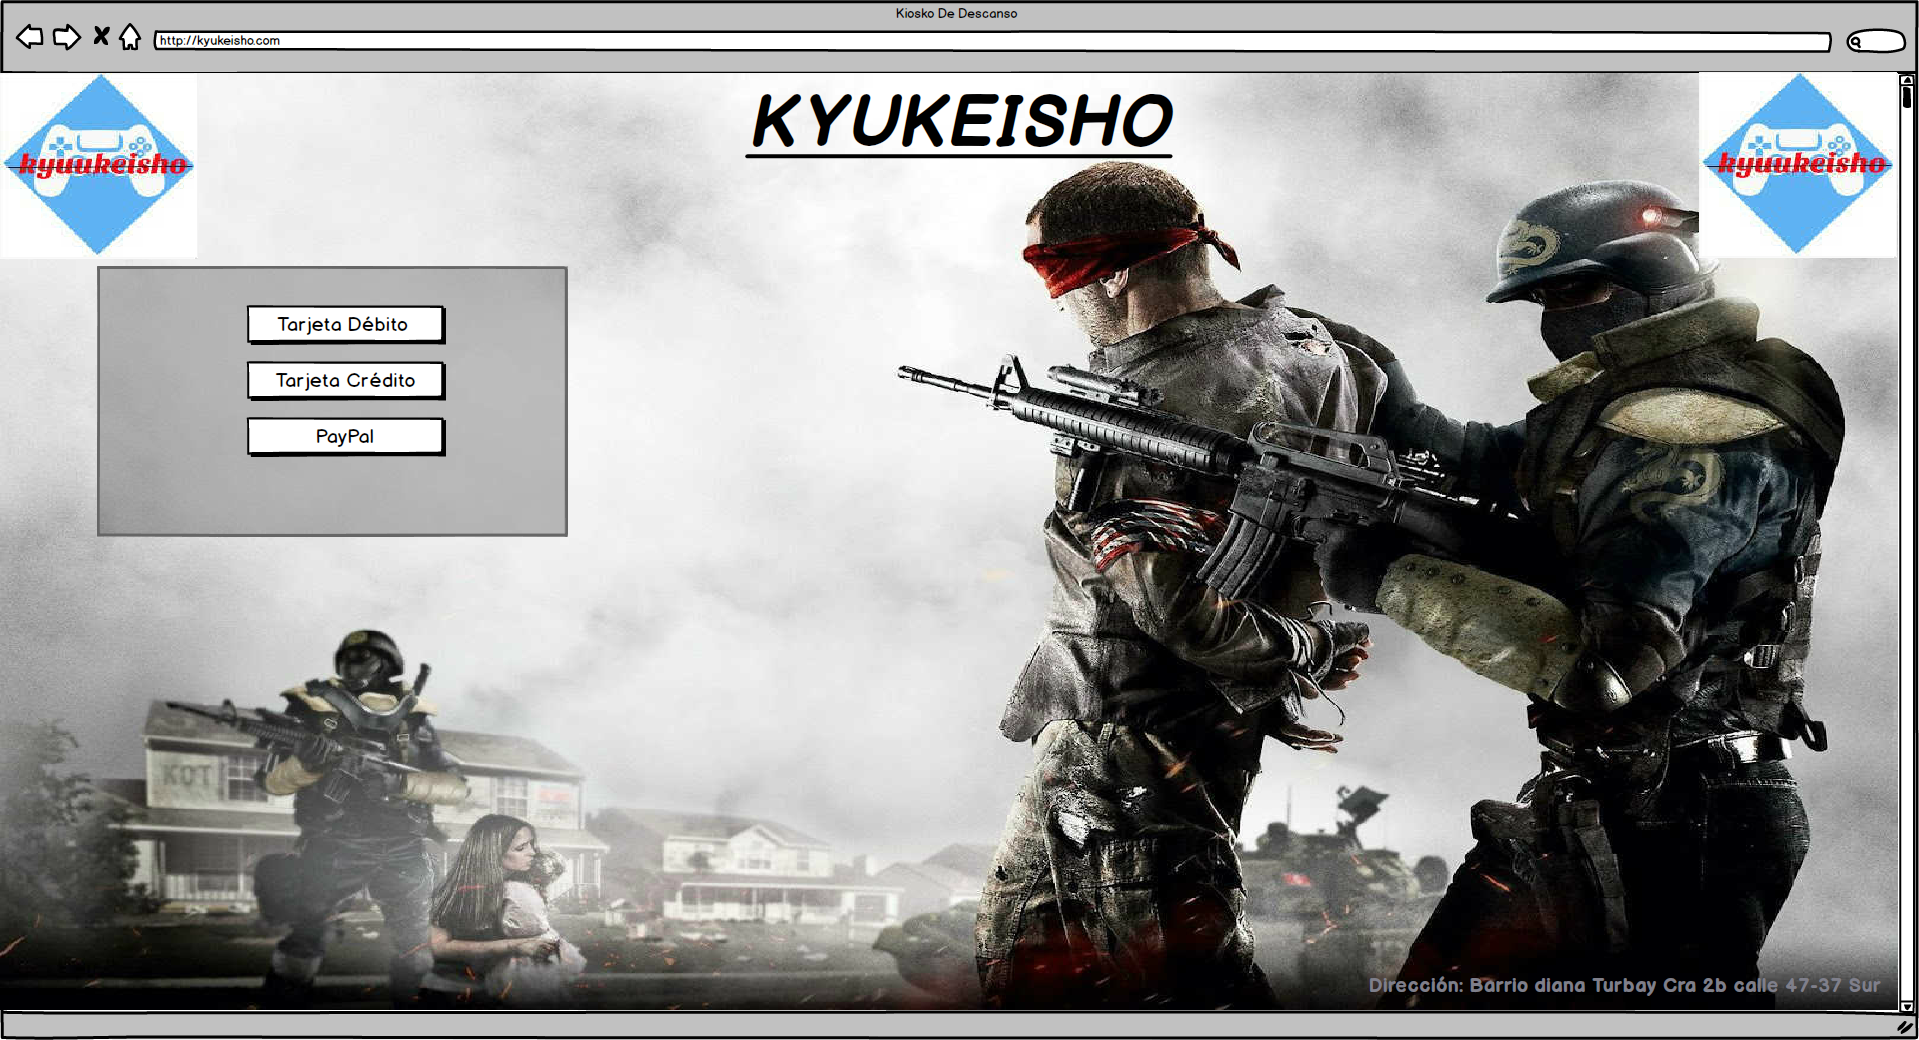 Kiosko De Descanso
http://kyukeisho.com
KYUKEISHO
kyuukeisho
kyuukeisho
Tarjeta Débito
Tarjeta Crédito
PayPal
KOT
Dirección: Barrio diana Turbay Cra 2b calle 47-37 Sur